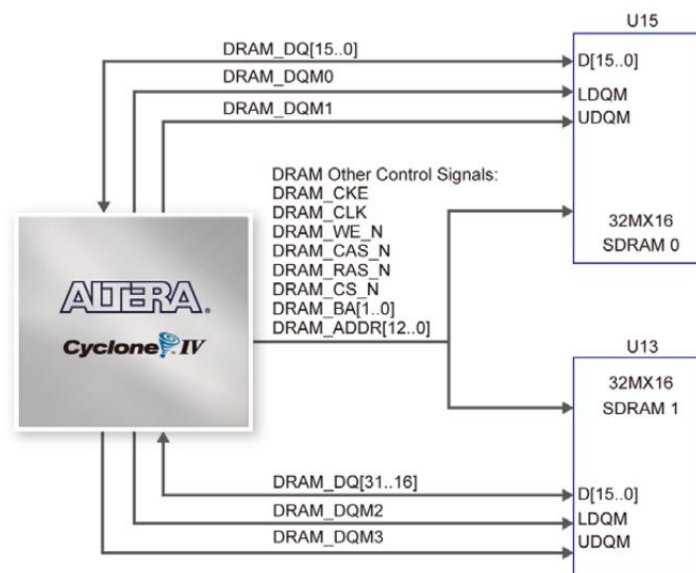 U15
DRAM_DQ[15..0]
D[15..0]
DRAM_DQM0
LDQM
DRAM_DQM1
UDQM
DRAM Other Control Signals:
DRAM_CKE
DRAM_CLK
DRAM_WE_N
DRAM_CAS_N
DRAM_RAS_N
DRAM_CS_N
DRAM_BA[1..0]
DRAM_ADDR[12..0]
32MX16
SDRAM 0
ALTERA.
Cyclone IV
U13
32MX16
SDRAM 1
DRAM_DQ[31..16]
D[15..0]
DRAM_DQM2
LDQM
DRAM_DQM3
UDQM